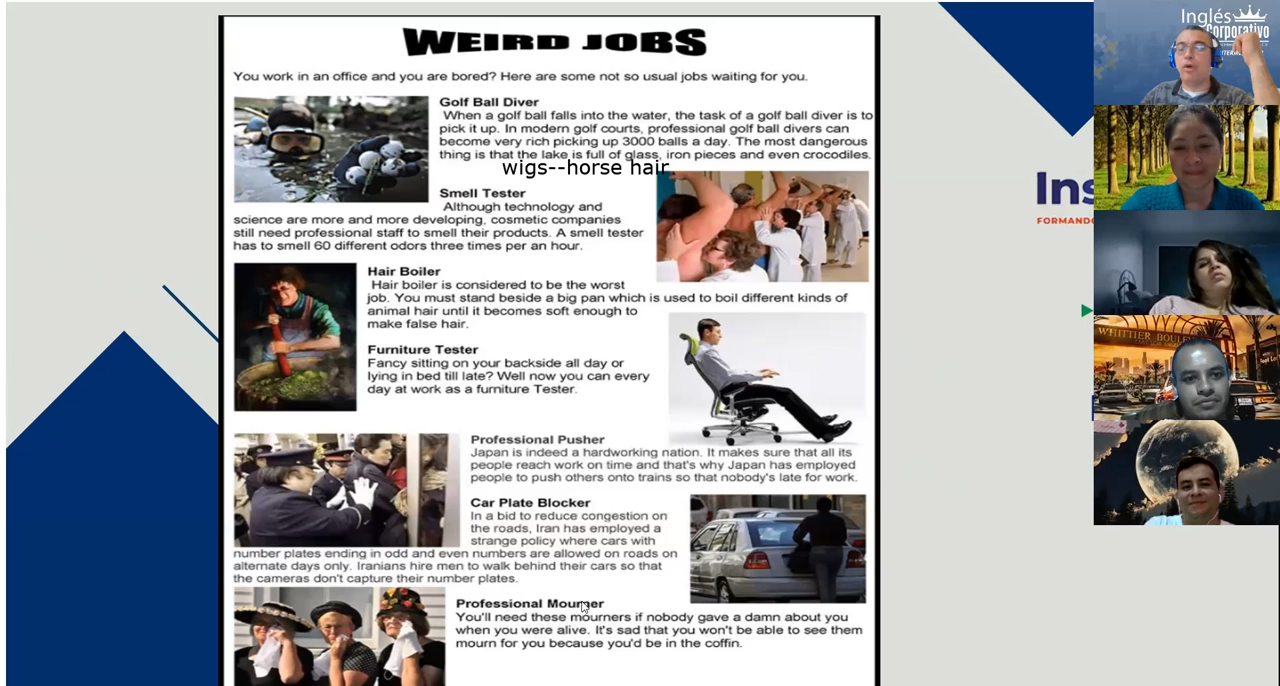 WEIRD JOBS
You work in an office and you are bored? Here are some not so usual jobs waiting for you.
Golf Ball Diver
When a golf ball falls into the water, the task of a golf ball diver is to
pick it up. In modern golf courts, professional golf ball divers can
become very rich picking up 3000 balls a day. The most dangerous
thing is that the lake is full of glass, iron pieces and even crocodiles.
wigs--horse hair
Smell Tester
Although technology and
science are more and more developing, cosmetic companies
still need professional staff to smell their products. A smell tester
has to smell 60 different odors three times per an hour.
Hair Boiler
Hair boiler is considered to be the worst
job. You must stand beside a big pan which is used to boil different kinds of
animal hair until it becomes soft enough to
make false hair.
Furniture Tester
Fancy sitting on your backside all day or
lying in bed till late? Well now you can every
day at work as a furniture Tester.
Professional Pusher
Japan is indeed a hardworking nation. It makes sure that all its
people reach work on time and that's why Japan has employed
people to push others onto trains so that nobody's late for work.
Car Plate Blocker
In a bid to reduce congestion on
the roads, Iran has employed a
strange policy where cars with
number plates ending in odd and even numbers are allowed on roads on
alternate days only. Iranians hire men to walk behind their cars so that
the cameras don't capture their number plates.
Professional Mourner
You'll need these mourners if nobody gave a damn about you
when you were alive. It's sad that you won't be able to see them
mourn for you because you'd be in the coffin.
Ins
FORMANDO
Inglés
Corporativo
WHITTIER BOULEV